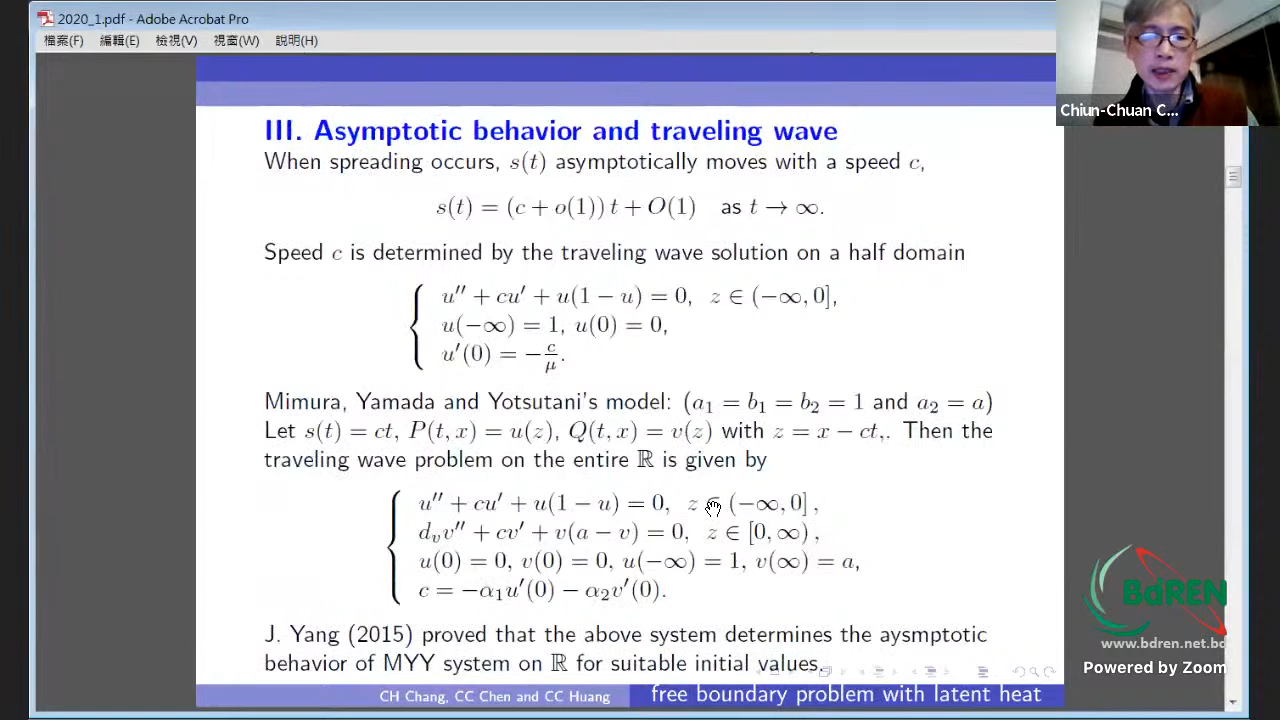 2020_1.pdf - Adobe Acrobat Pro
檔案(F) 編輯(E) 檢視(V) 視窗(W) 說明(H)
Chiun-Chuan C...
III. Asymptotic behavior and traveling wave
When spreading occurs, s(t) asymptotically moves with a speed c,
s(t) = (c + o(1)) t + O(1) as t → ∞.
Speed c is determined by the traveling wave solution on a half domain
u′′ + cu′ + u(1 − u) = 0, z ∈ (−∞, 0],
u(−∞) = 1, u(0) = 0,
u′(0) = −c/μ.
Mimura, Yamada and Yotsutani's model: (a₁ = b₁ = b₂ = 1 and a₂ = a)
Let s(t) = ct, P(t, x) = u(z), Q(t, x) = v(z) with z = x − ct,. Then the
traveling wave problem on the entire ℝ is given by
u′′ + cu′ + u(1 − u) = 0, z ∈ (−∞, 0],
dᵥv′′ + cv′ + v(a − v) = 0, z ∈ [0, ∞),
u(0) = 0, v(0) = 0, u(−∞) = 1, v(∞) = a,
c = −α₁u′(0) − α₂v′(0).
J. Yang (2015) proved that the above system determines the aysmptotic
behavior of MYY system on ℝ for suitable initial values.
CH Chang, CC Chen and CC Huang free boundary problem with latent heat
BdREN
www.bdren.net.bd
Powered by Zoom